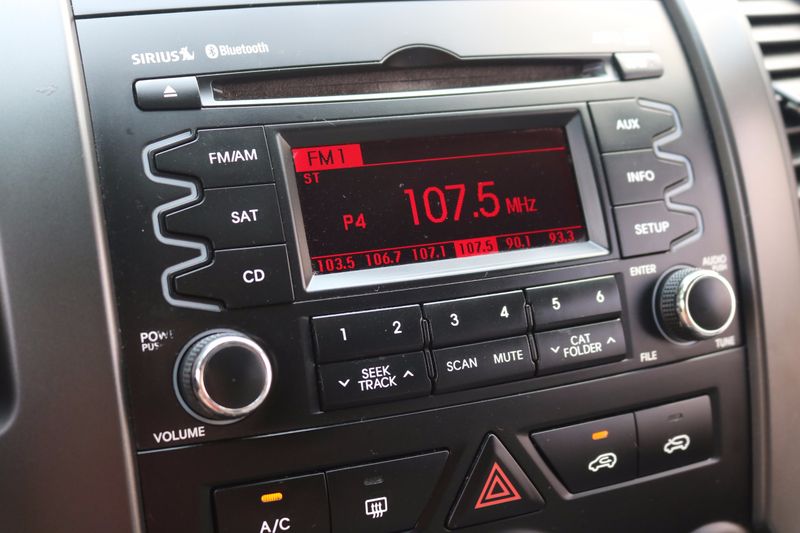 SIRIUS Bluetooth
FM/AM
SAT
CD
FM1
ST
P4 107.5 MHz
103.5 106.7 107.1 107.5 90.1 93.3
AUX
INFO
SETUP
POWE
PUS
VOLUME
1 2 3 4 5 6
SEEK
TRACK
SCAN MUTE
CAT
FOLDER
ENTER
AUDIO
PUSH
FILE TUNE
A/C